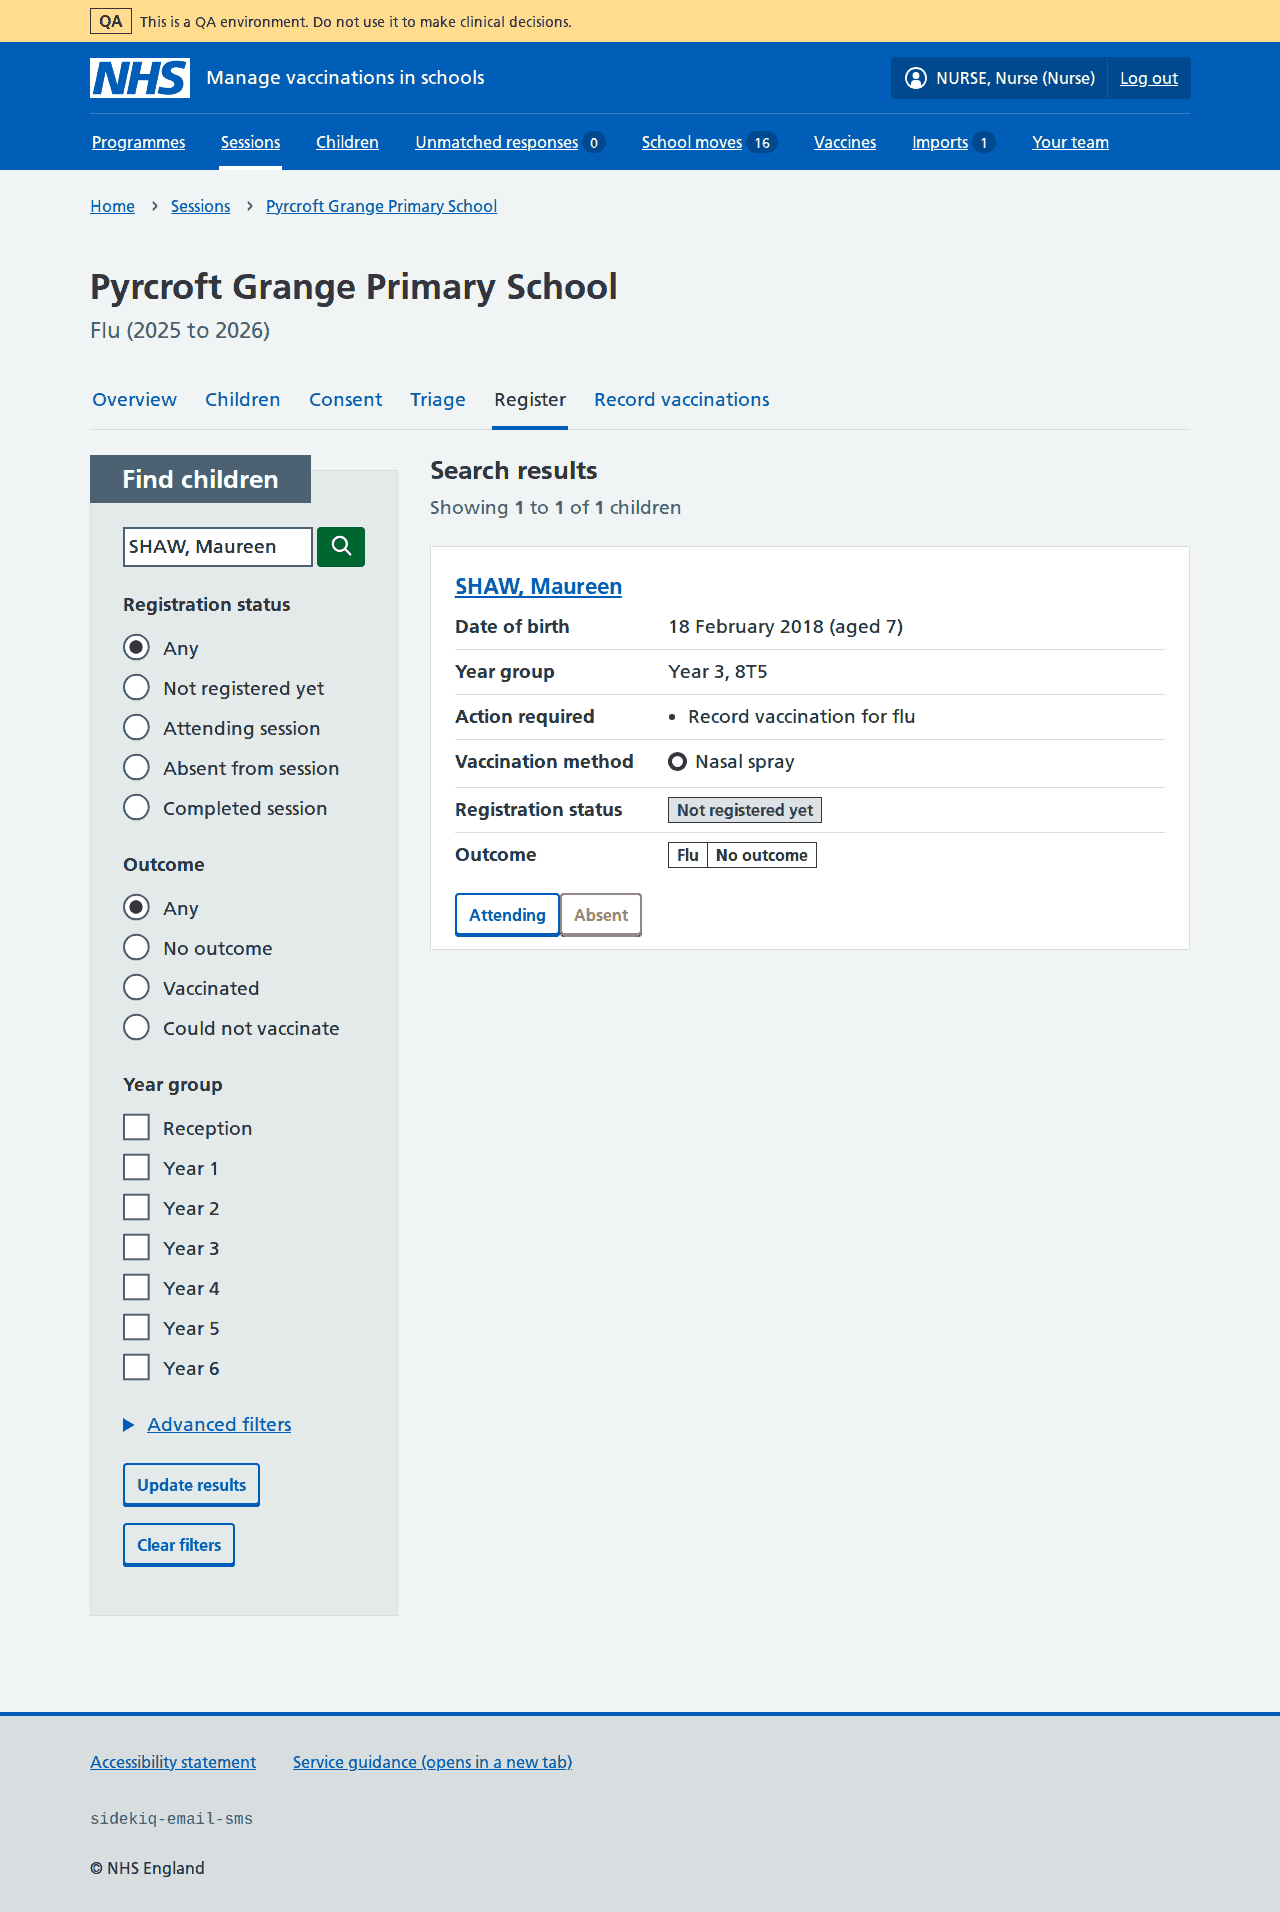 QA This is a QA environment. Do not use it to make clinical decisions.
NHS Manage vaccinations in schools NURSE, Nurse (Nurse) Log out
Programmes Sessions Children Unmatched responses 0 School moves 16 Vaccines Imports 1 Your team
Home Sessions Pyrcroft Grange Primary School
Pyrcroft Grange Primary School
Flu (2025 to 2026)
Overview Children Consent Triage Register Record vaccinations
Find children
SHAW, Maureen
Registration status
Any
Not registered yet
Attending session
Absent from session
Completed session
Outcome
Any
No outcome
Vaccinated
Could not vaccinate
Year group
Reception
Year 1
Year 2
Year 3
Year 4
Year 5
Year 6
Advanced filters
Update results
Clear filters
Search results
Showing 1 to 1 of 1 children
SHAW, Maureen
Date of birth 18 February 2018 (aged 7)
Year group Year 3, 8T5
Action required • Record vaccination for flu
Vaccination method Nasal spray
Registration status Not registered yet
Outcome Flu No outcome
Attending Absent
Accessibility statement Service guidance (opens in a new tab)
sidekiq-email-sms
© NHS England